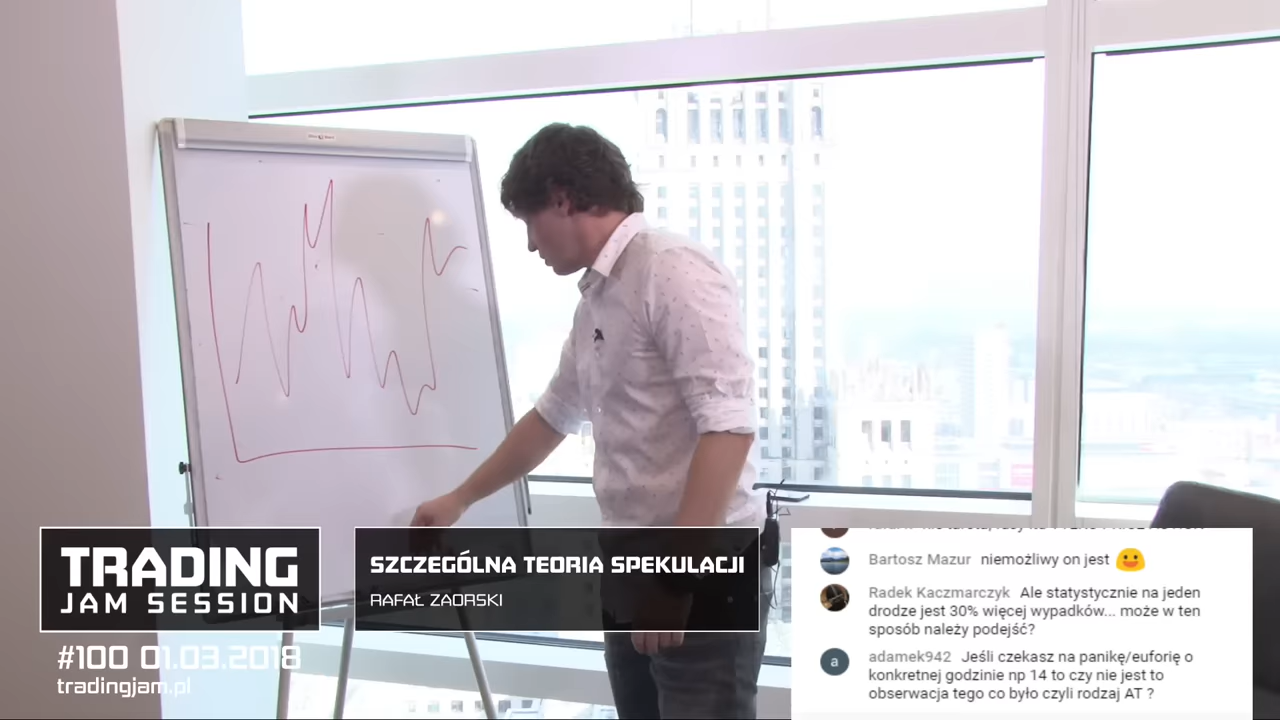 TRADING
JAM SESSION
#100 01.03.2018
tradingjam.pl
SZCZEGÓLNA TEORIA SPEKULACJI
RAFAŁ ZAORSKI
Bartosz Mazur niemożliwy on jest
Radek Kaczmarczyk Ale statystycznie na jeden
drodze jest 30% więcej wypadków... może w ten
sposób należy podejść?
a
adamek942 Jeśli czekasz na panikę/euforię o
konkretnej godzinie np 14 to czy nie jest to
obserwacja tego co było czyli rodzaj AT ?